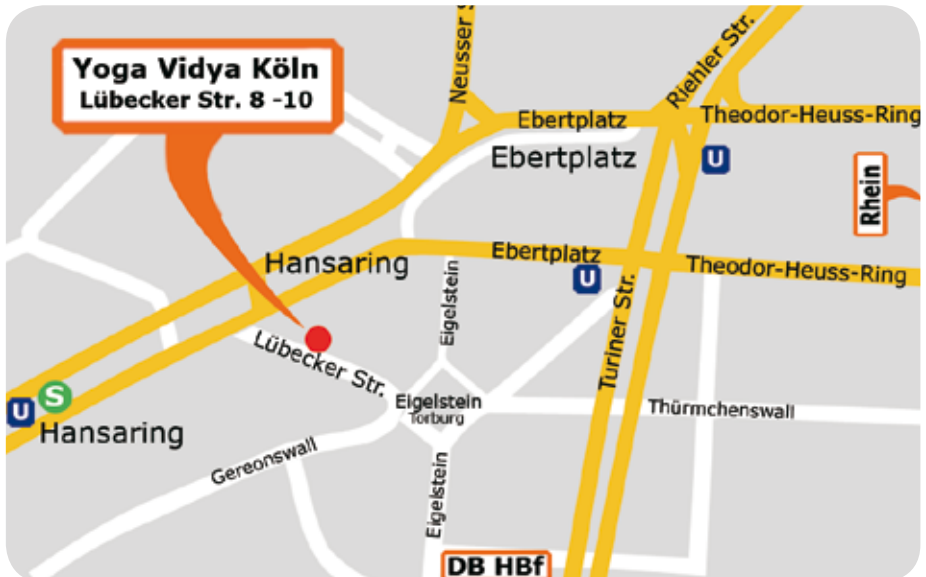 Yoga Vidya Köln
Lübecker Str. 8 -10
Neusser S
Riehler Str.
Ebertplatz
Theodor-Heuss-Ring
Ebertplatz
U
Rhein
Hansaring
Ebertplatz
U
Theodor-Heuss-Ring
Eigelstein
Turiner Str.
Lübecker Str.
S
U
Hansaring
Eigelstein
Torburg
Thürmchenswall
Gereonswall
Eigelstein
DB HBf